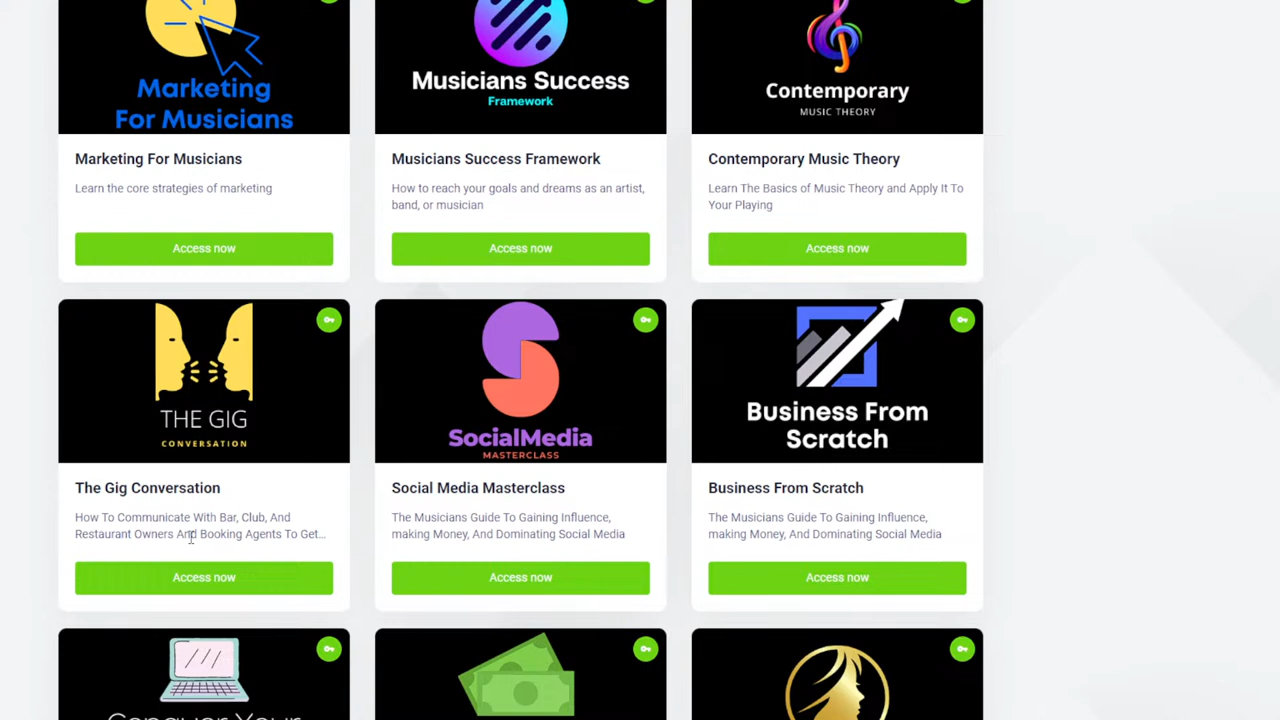 Marketing
For Musicians
Musicians Success
Framework
Contemporary
MUSIC THEORY
Marketing For Musicians
Musicians Success Framework
Contemporary Music Theory
Learn the core strategies of marketing
How to reach your goals and dreams as an artist,
band, or musician
Learn The Basics of Music Theory and Apply It To
Your Playing
Access now
Access now
Access now
THE GIG
CONVERSATION
SocialMedia
MASTERCLASS
Business From
Scratch
The Gig Conversation
Social Media Masterclass
Business From Scratch
How To Communicate With Bar, Club, And
Restaurant Owners And Booking Agents To Get...
The Musicians Guide To Gaining Influence,
making Money, And Dominating Social Media
The Musicians Guide To Gaining Influence,
making Money, And Dominating Social Media
Access now
Access now
Access now
Conquer Your